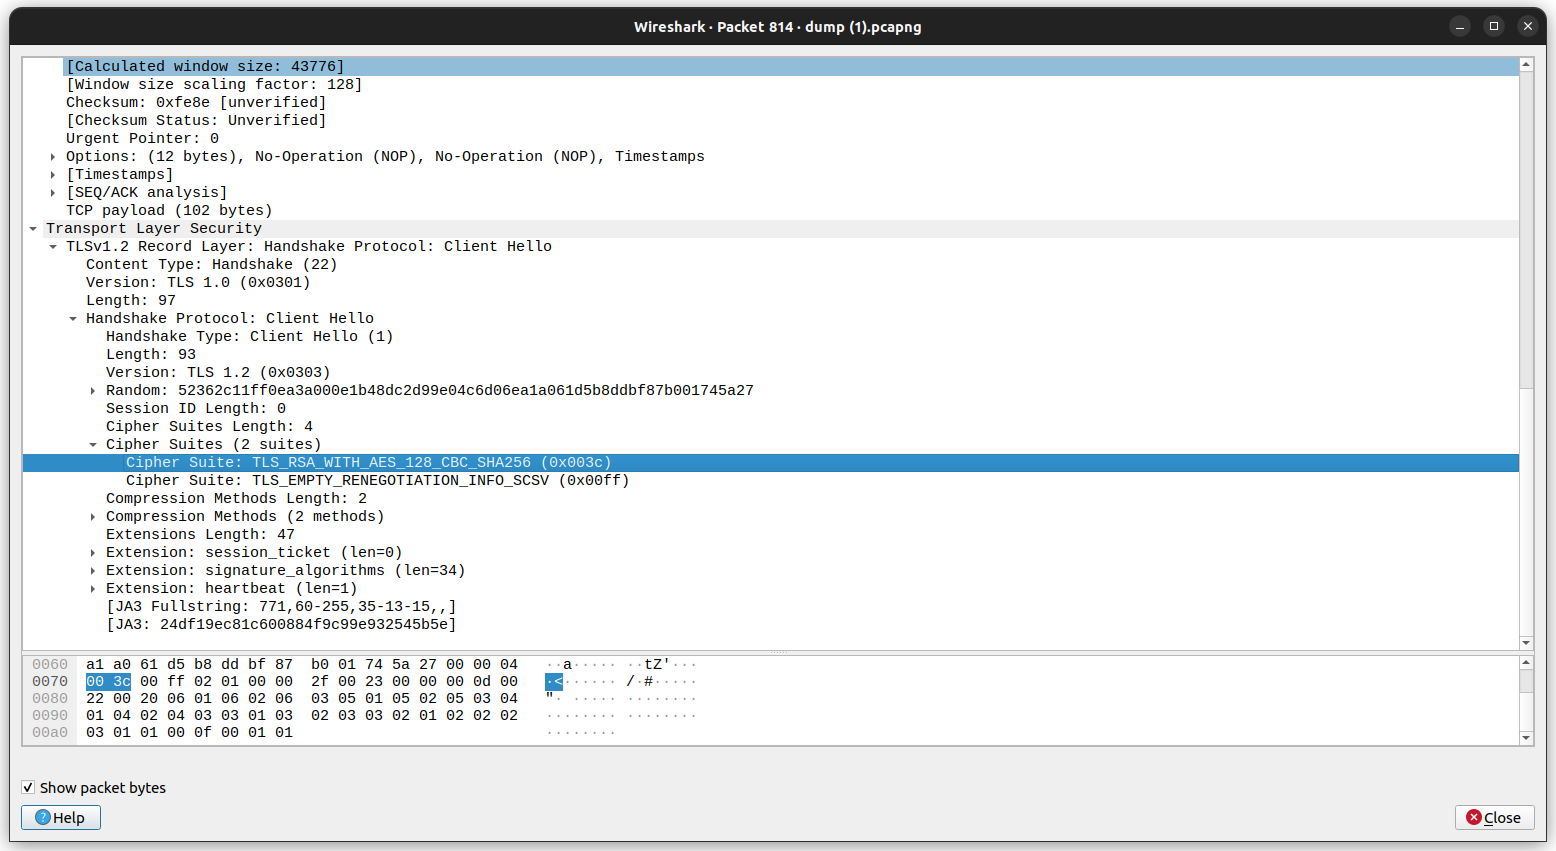 Wireshark · Packet 814 · dump (1).pcapng
[Calculated window size: 43776]
[Window size scaling factor: 128]
Checksum: 0xfe8e [unverified]
[Checksum Status: Unverified]
Urgent Pointer: 0
Options: (12 bytes), No-Operation (NOP), No-Operation (NOP), Timestamps
[Timestamps]
[SEQ/ACK analysis]
TCP payload (102 bytes)
Transport Layer Security
TLSv1.2 Record Layer: Handshake Protocol: Client Hello
Content Type: Handshake (22)
Version: TLS 1.0 (0x0301)
Length: 97
Handshake Protocol: Client Hello
Handshake Type: Client Hello (1)
Length: 93
Version: TLS 1.2 (0x0303)
Random: 52362c11ff0ea3a000e1b48dc2d99e04c6d06ea1a061d5b8ddbf87b001745a27
Session ID Length: 0
Cipher Suites Length: 4
Cipher Suites (2 suites)
Cipher Suite: TLS_RSA_WITH_AES_128_CBC_SHA256 (0x003c)
Cipher Suite: TLS_EMPTY_RENEGOTIATION_INFO_SCSV (0x00ff)
Compression Methods Length: 2
Compression Methods (2 methods)
Extensions Length: 47
Extension: session_ticket (len=0)
Extension: signature_algorithms (len=34)
Extension: heartbeat (len=1)
[JA3 Fullstring: 771,60-255,35-13-15,,]
[JA3: 24df19ec81c600884f9c99e932545b5e]
0060 a1 a0 61 d5 b8 dd bf 87 b0 01 74 5a 27 00 00 04 ··a····· ··tZ'···
0070 00 3c 00 ff 02 01 00 00 2f 00 23 00 00 00 0d 00 ·<······ /·#·····
0080 22 00 20 06 01 06 02 06 03 05 01 05 02 05 03 04 "· ····· ········
0090 01 04 02 04 03 03 01 03 02 03 03 02 01 02 02 02 ········ ········
00a0 03 01 01 00 0f 00 01 01 ········
Show packet bytes
Help
Close